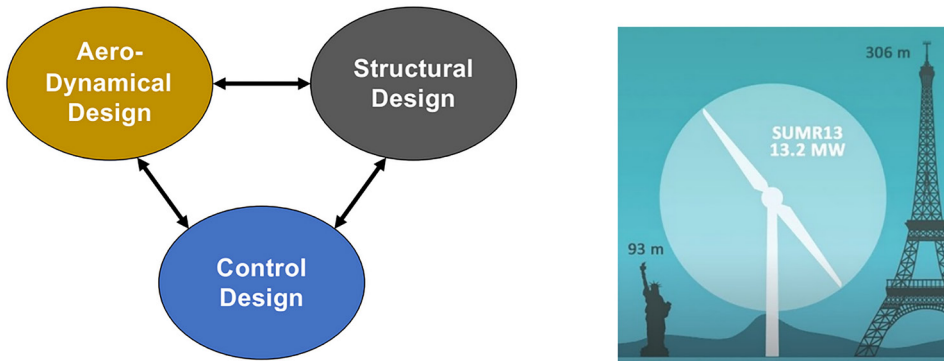 Aero-
Dynamical
Design
Structural
Design
Control
Design
306 m
SUMR13
13.2 MW
93 m